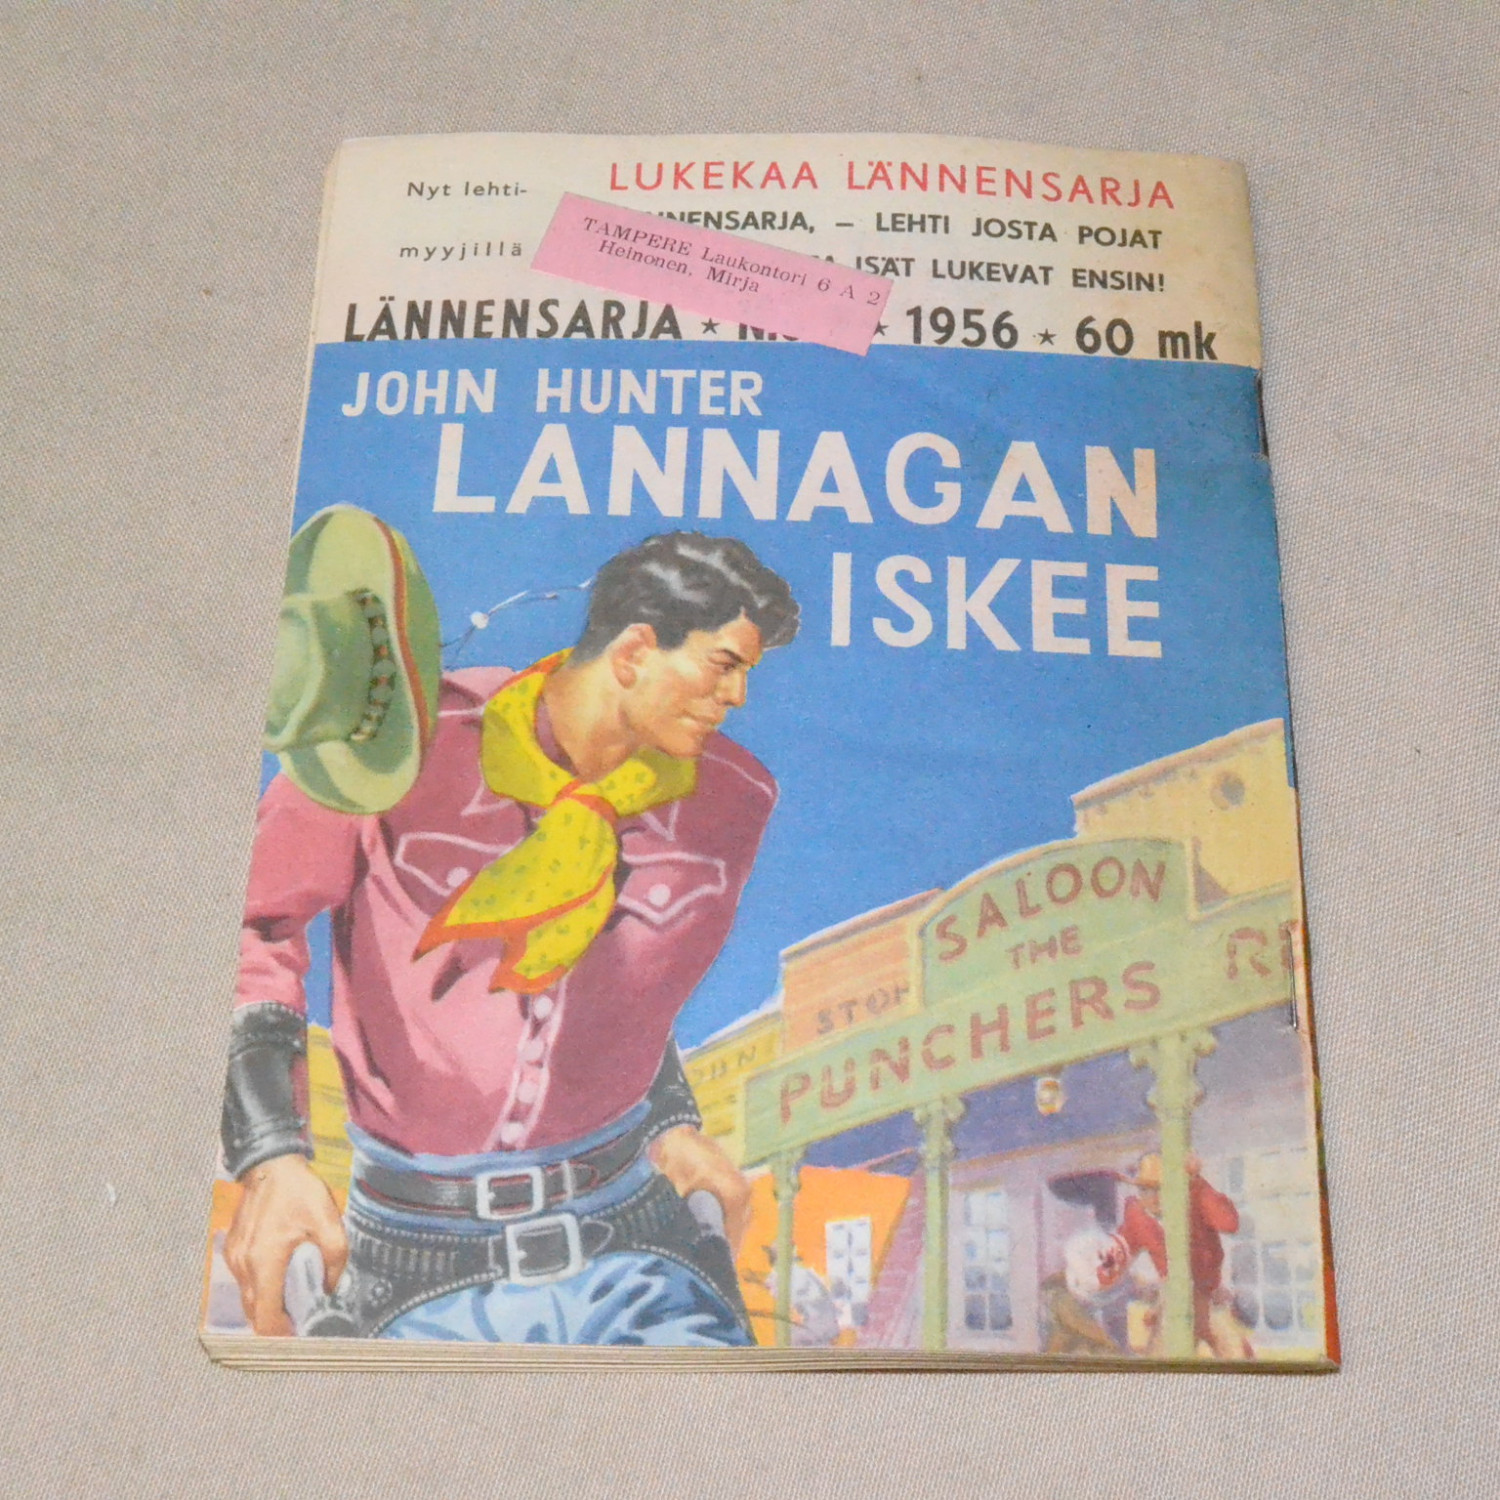 LUKEKAA LÄNNENSARJA
Nyt lehti-
LÄNNENSARJA, – LEHTI JOSTA POJAT
myyjillä
ISÄT LUKEVAT ENSIN!
TAMPERE Laukontori 6 A 2
Heinonen, Mirja
LÄNNENSARJA ★ ★ 1956 ★ 60 mk
JOHN HUNTER
LANNAGAN
ISKEE
SALOON
THE
PUNCHERS